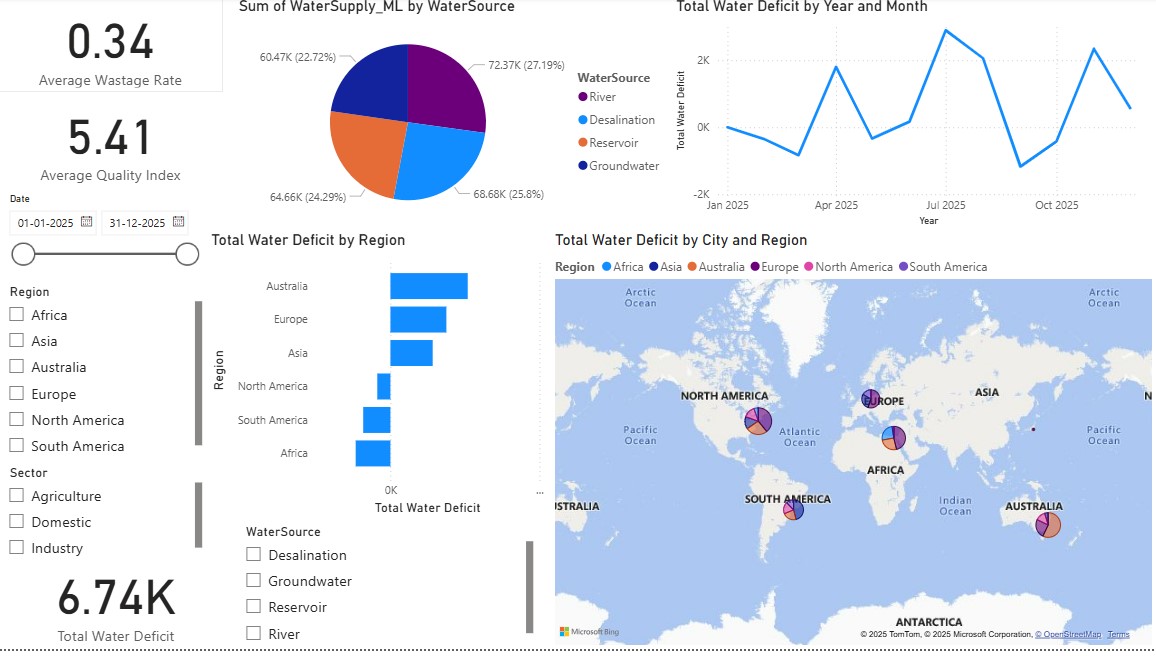 0.34
Average Wastage Rate
5.41
Average Quality Index
Date
01-01-2025 31-12-2025
Region
Africa
Asia
Australia
Europe
North America
South America
Sector
Agriculture
Domestic
Industry
6.74K
Total Water Deficit
Sum of WaterSupply_ML by WaterSource
60.47K (22.72%)
72.37K (27.19%)
64.66K (24.29%)
68.68K (25.8%)
WaterSource
River
Desalination
Reservoir
Groundwater
Total Water Deficit by Year and Month
Total Water Deficit
2K
0K
-2K
Jan 2025 Apr 2025 Jul 2025 Oct 2025
Year
Total Water Deficit by Region
Region
Australia
Europe
Asia
North America
South America
Africa
0K ...
Total Water Deficit
WaterSource
Desalination
Groundwater
Reservoir
River
Total Water Deficit by City and Region
Region Africa Asia Australia Europe North America South America
Arctic
Ocean
Arctic
Ocean
NORTH AMERICA
EUROPE
ASIA
N
Pacific
Ocean
Atlantic
Ocean
Pacific
Ocean
AFRICA
SOUTH AMERICA
Indian
Ocean
STRALIA
AUSTRALIA
ANTARCTICA
Microsoft Bing
© 2025 TomTom, © 2025 Microsoft Corporation, © OpenStreetMap Terms